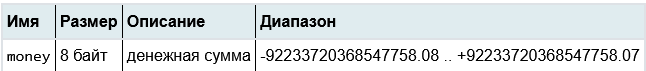 Имя Размер Описание Диапазон
money 8 байт денежная сумма -92233720368547758.08 .. +92233720368547758.07